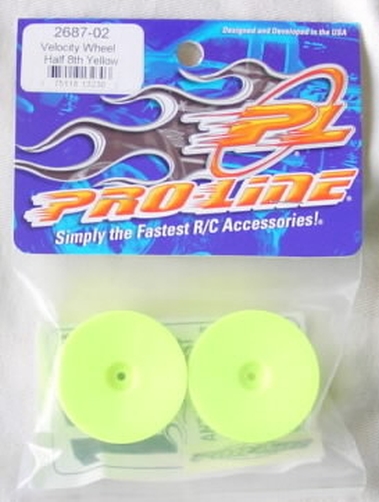 2687-02
Velocity Wheel
Half 8th Yellow
Designed and Developed in the USA
PL
PRO-LINE
Simply the Fastest R/C Accessories!